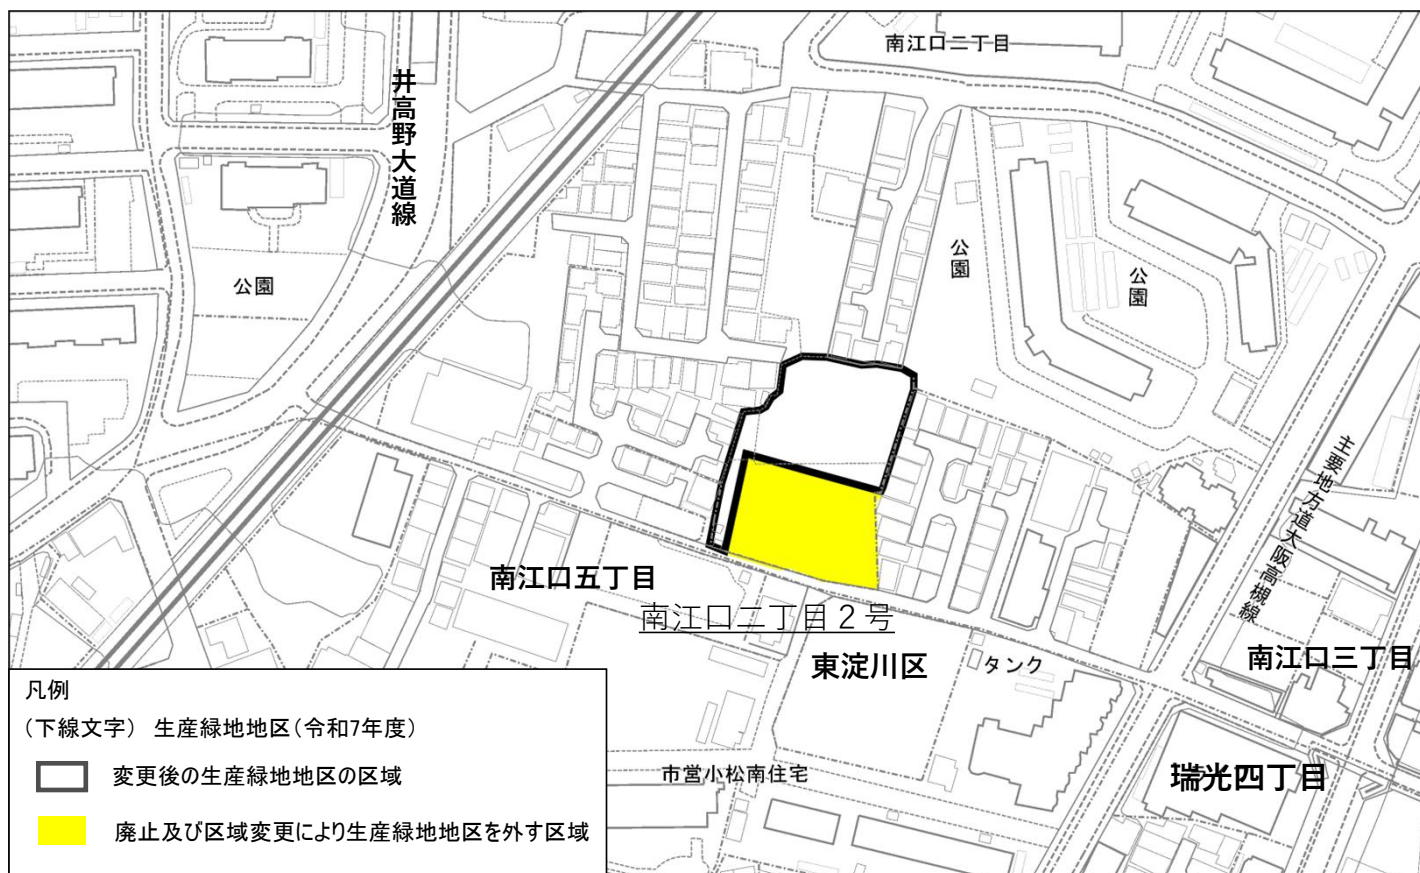 南江口二丁目
井高野大道線
公園
公園
公園
主要地方道大阪高槻線
南江口五丁目
南江口二丁目２号
東淀川区
タンク
南江口三丁目
市営小松南住宅
瑞光四丁目
凡例
（下線文字） 生産緑地地区（令和7年度）
変更後の生産緑地地区の区域
廃止及び区域変更により生産緑地地区を外す区域